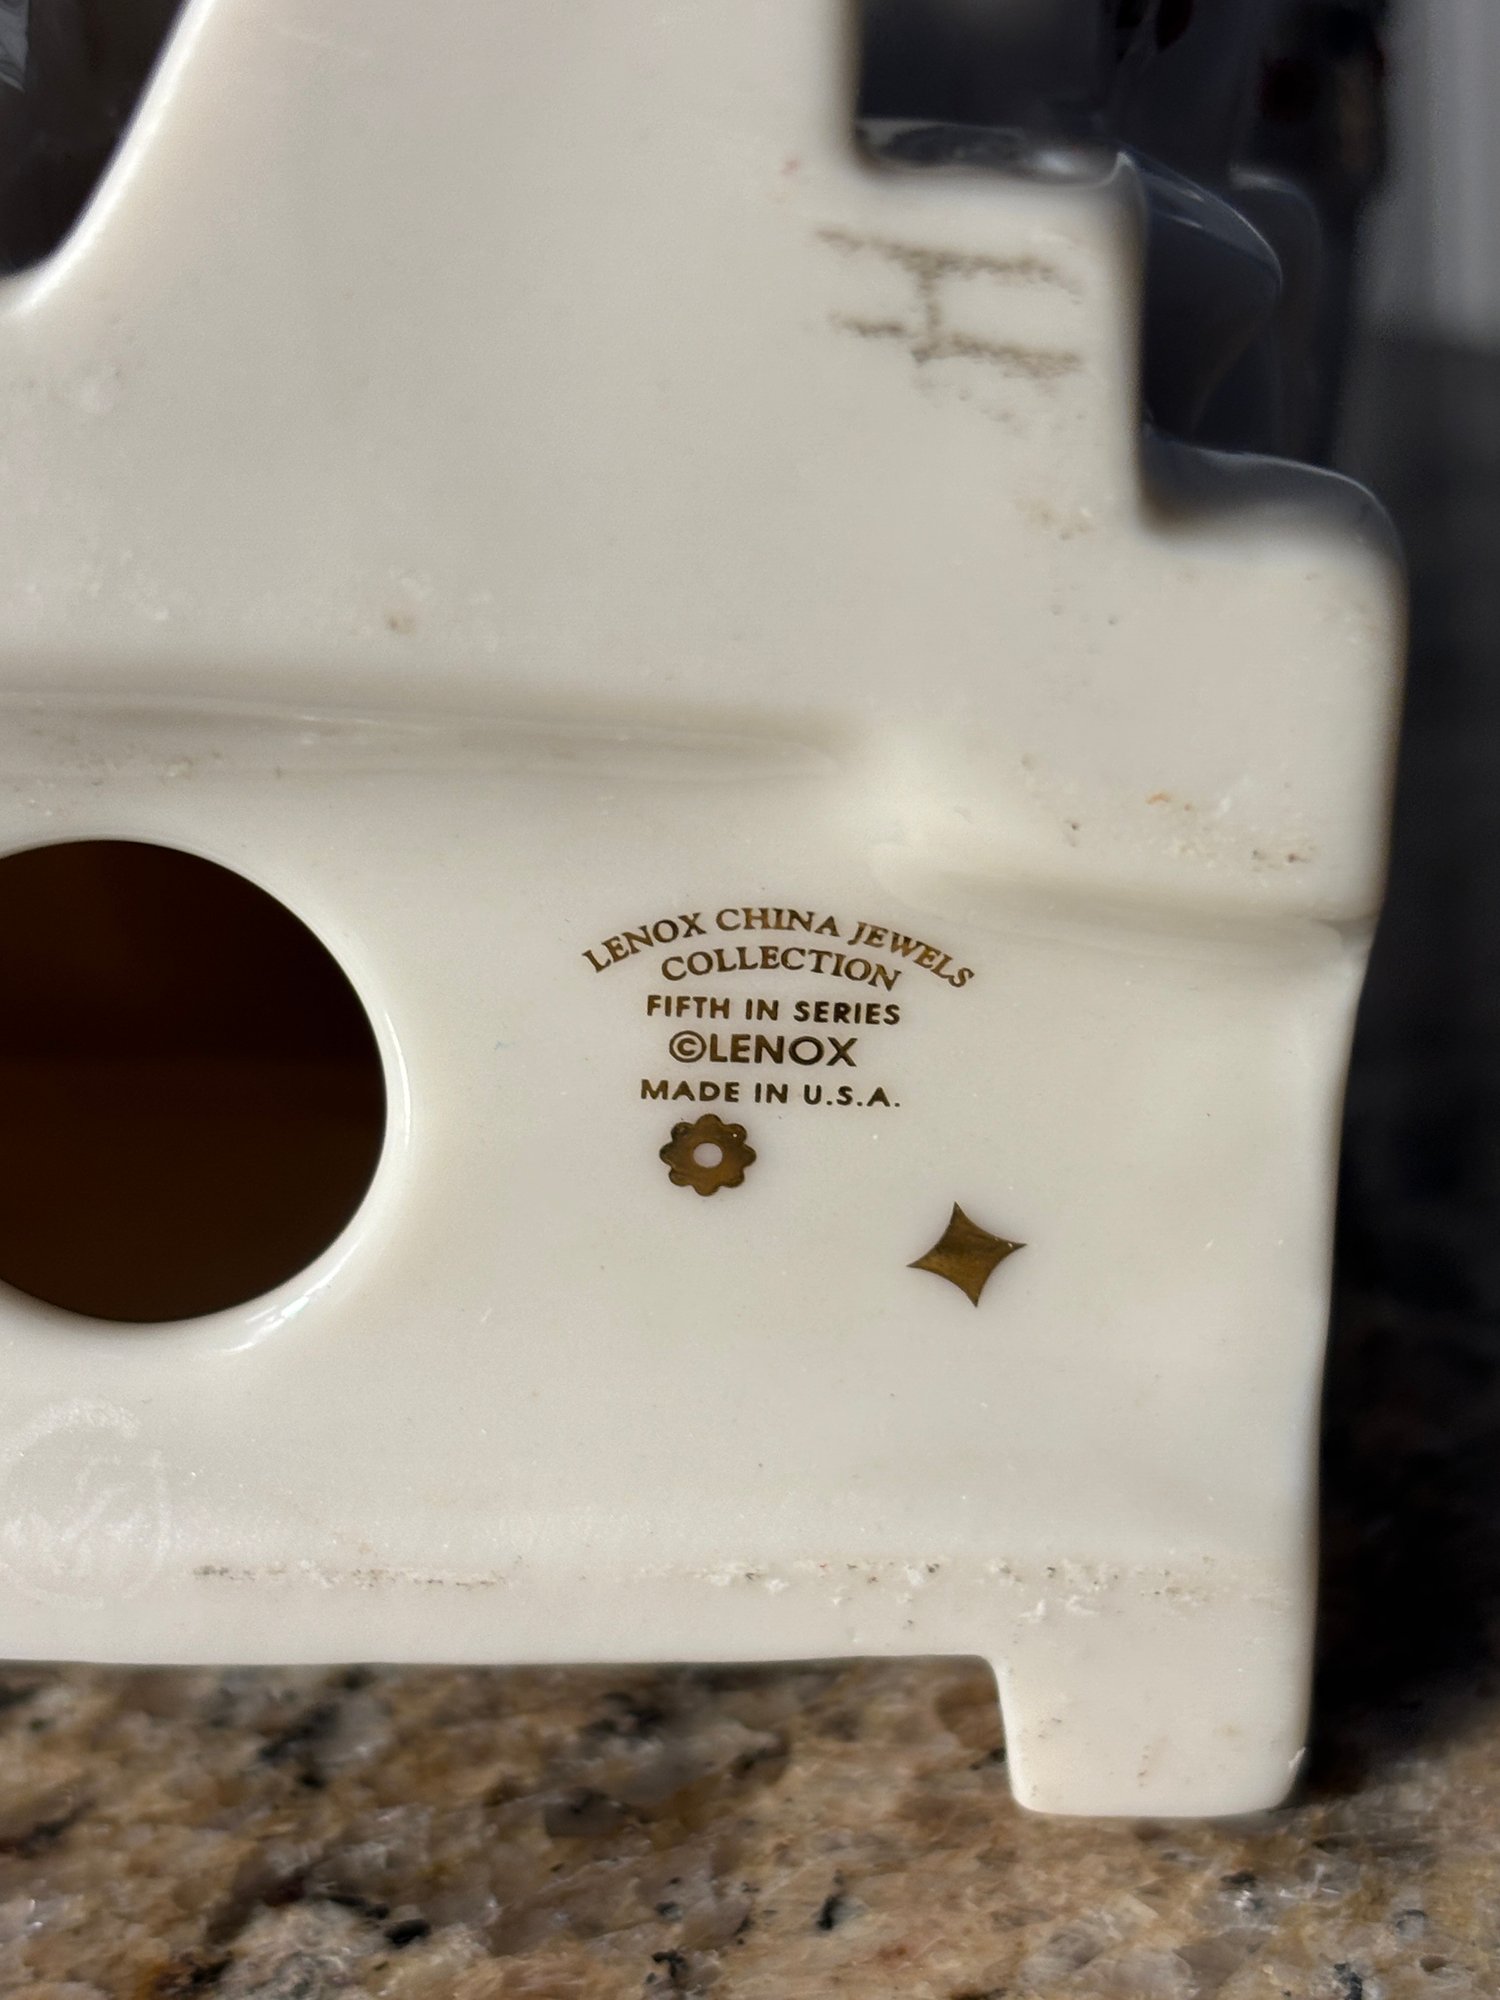 LENOX CHINA JEWELS
COLLECTION
FIFTH IN SERIES
©LENOX
MADE IN U.S.A.